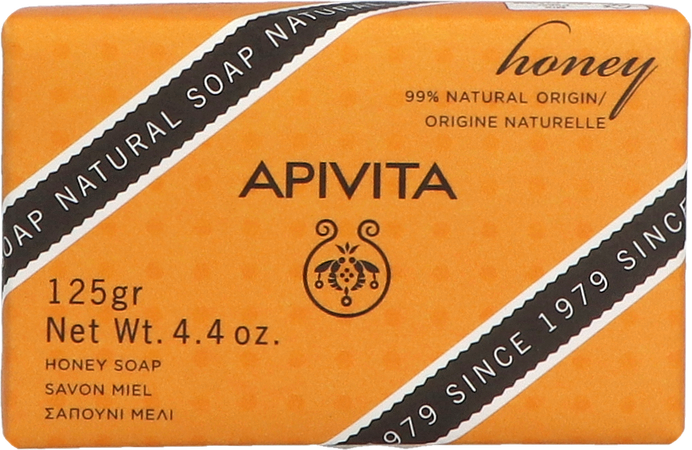 OAP NATURAL SOAP NATURAL
honey
99% NATURAL ORIGIN/
ORIGINE NATURELLE
APIVITA
125gr
Net Wt. 4.4 oz.
HONEY SOAP
SAVON MIEL
ΣΑΠΟΥΝΙ ΜΕΛΙ
979 SINCE 1979 SINCE